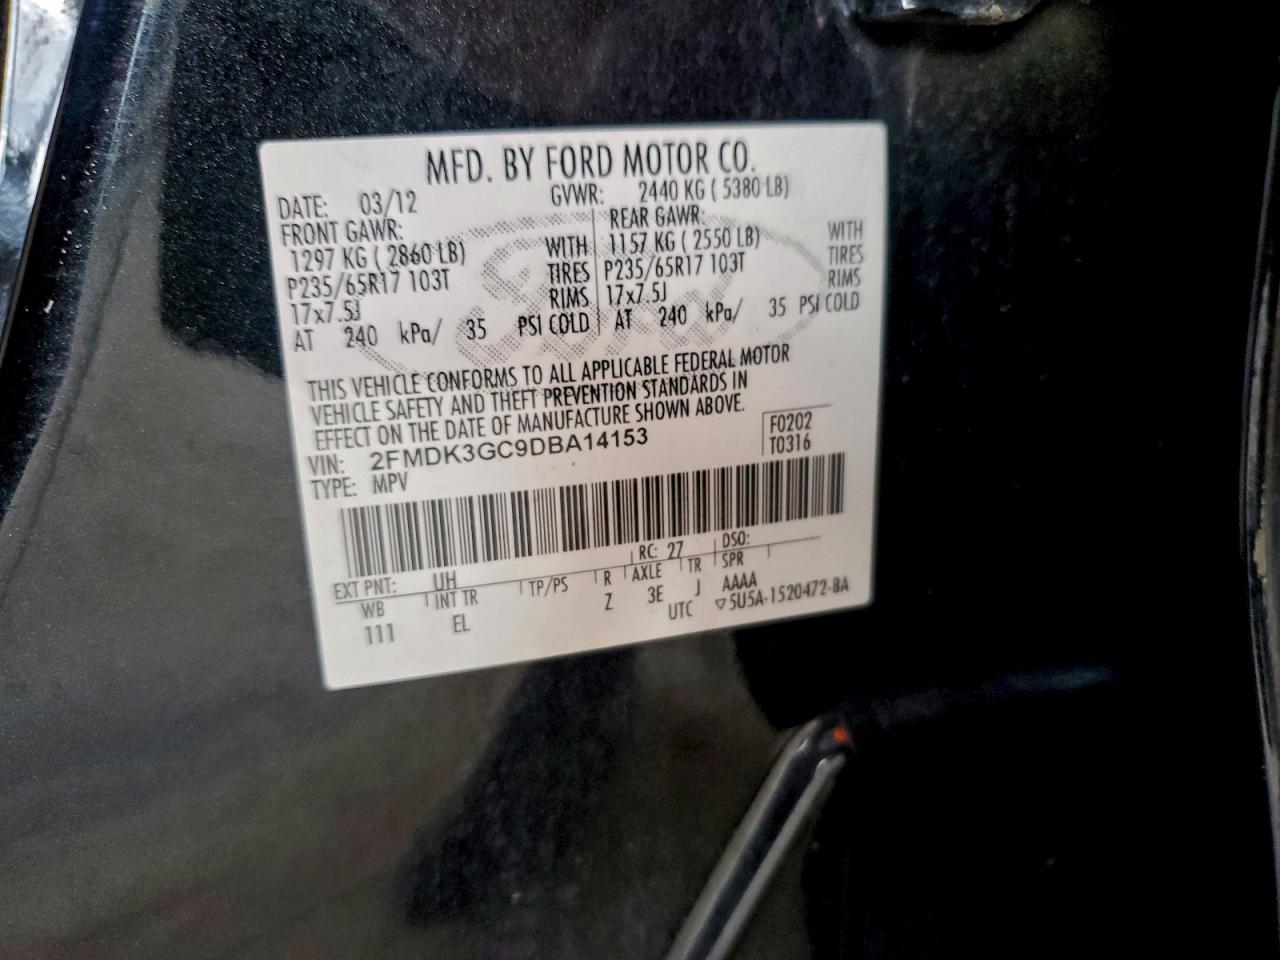 MFD. BY FORD MOTOR CO.
DATE: 03/12 GVWR: 2440 KG ( 5380 LB)
FRONT GAWR: REAR GAWR:
1297 KG ( 2860 LB) WITH 1157 KG ( 2550 LB) WITH
P235/65R17 103T TIRES P235/65R17 103T TIRES
17x7.5J RIMS 17x7.5J RIMS
AT 240 kPa/ 35 PSI COLD AT 240 kPa/ 35 PSI COLD
Ford
THIS VEHICLE CONFORMS TO ALL APPLICABLE FEDERAL MOTOR
VEHICLE SAFETY AND THEFT PREVENTION STANDARDS IN
EFFECT ON THE DATE OF MANUFACTURE SHOWN ABOVE.
VIN: 2FMDK3GC9DBA14153 F0202
TYPE: MPV T0316
EXT PNT: UH RC: 27 DSO:
WB INT TR TP/PS R AXLE TR SPR
111 EL Z 3E J AAAA
UTC ▽5U5A-1520472-BA